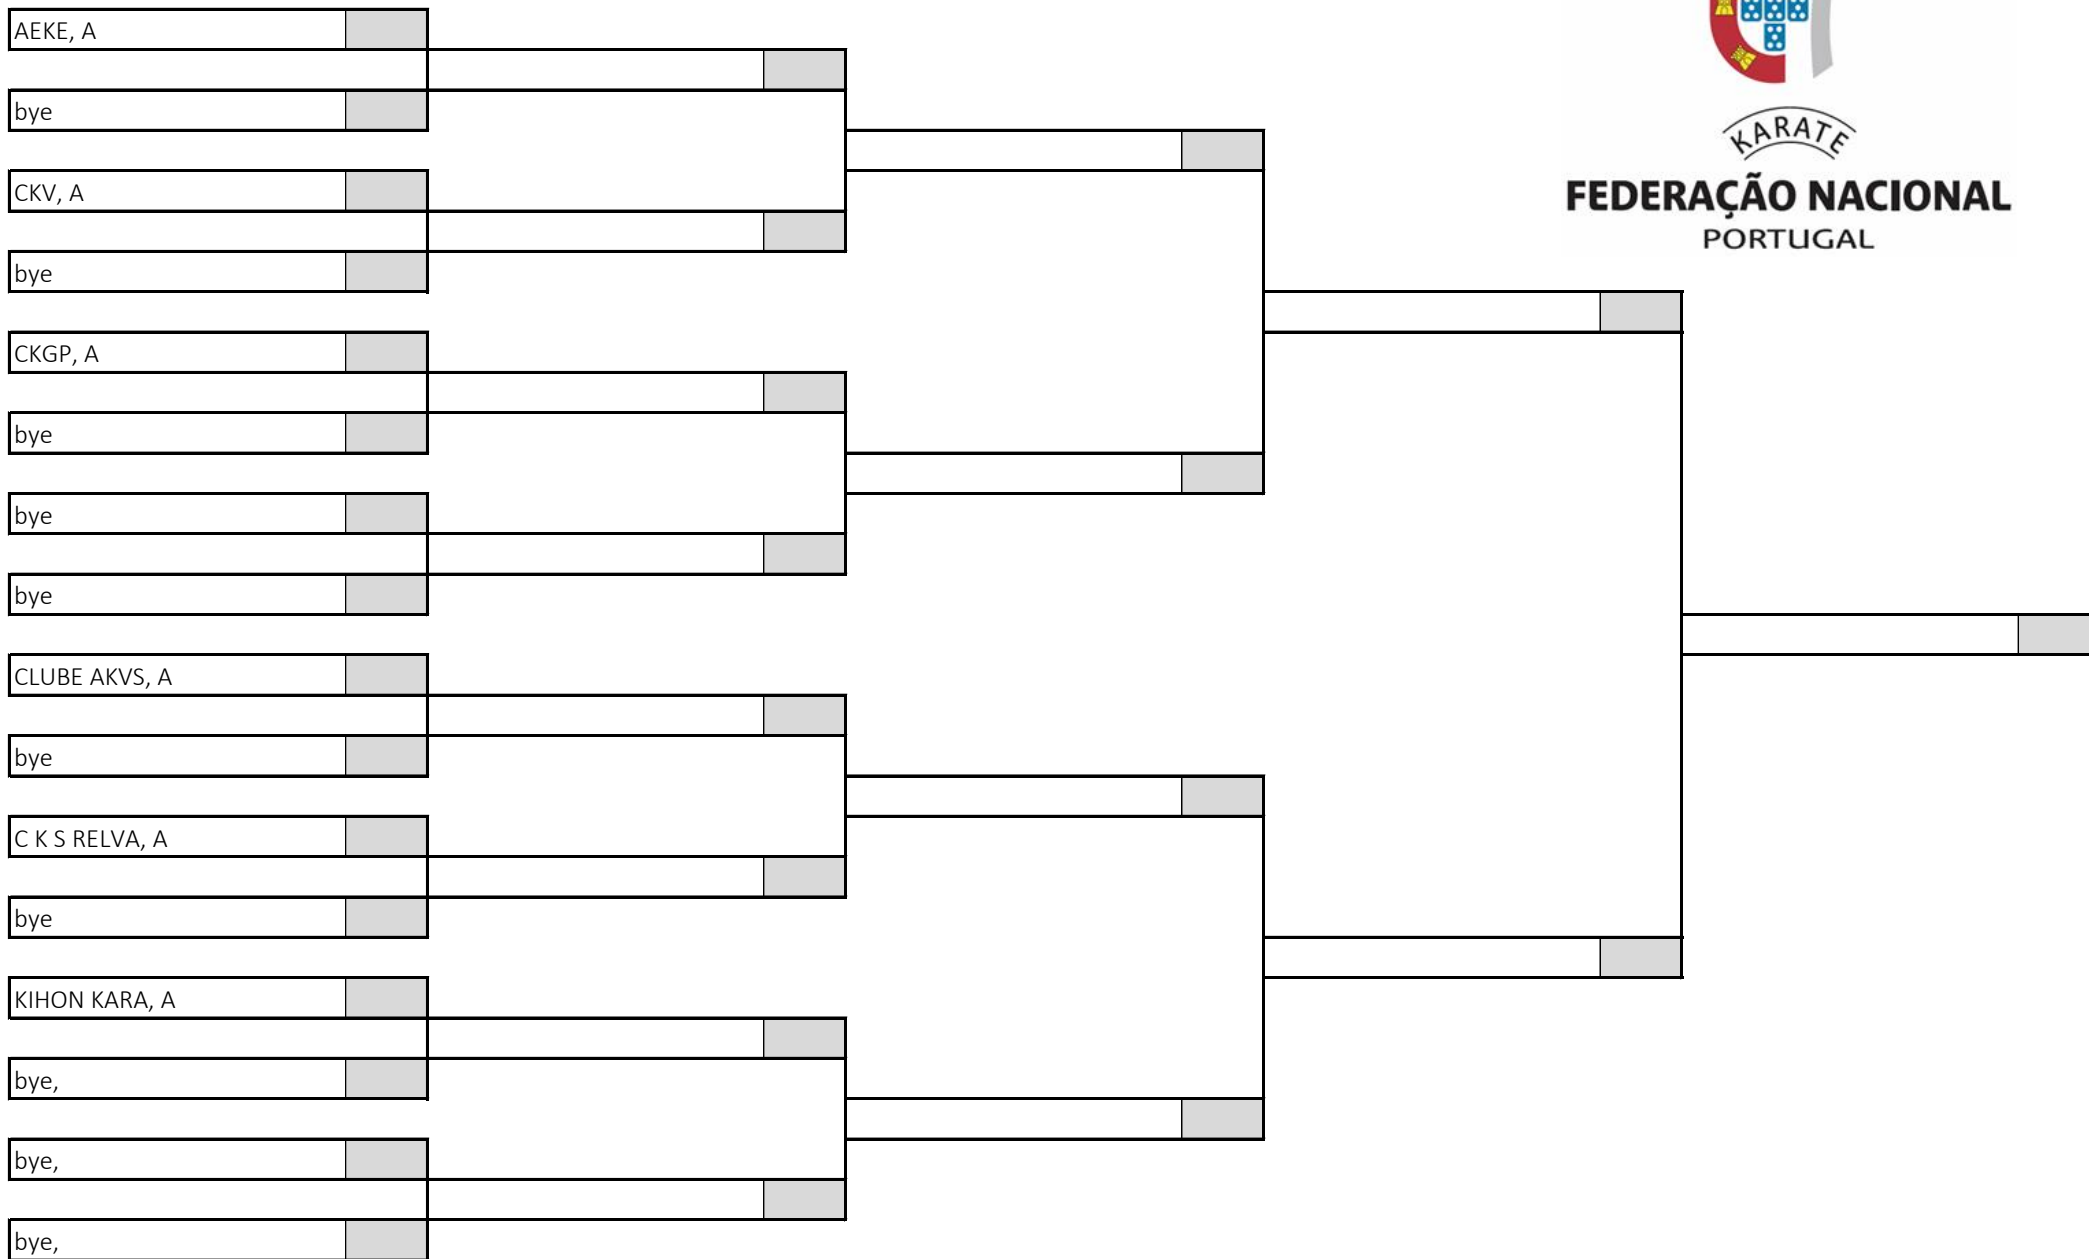 AEKE, A
bye
CKV, A
bye
CKGP, A
bye
bye
bye
CLUBE AKVS, A
bye
C K S RELVA, A
bye
KIHON KARA, A
bye,
bye,
bye,
KARATE
FEDERAÇÃO NACIONAL
PORTUGAL